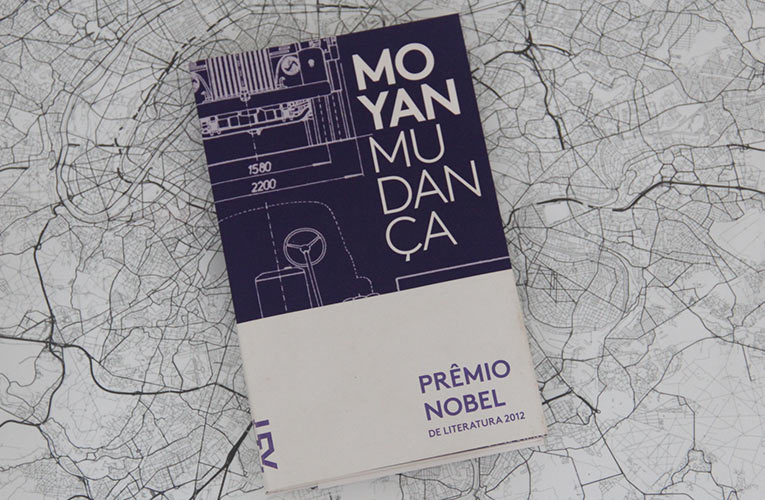 MO
YAN
MU
DAN
ÇA
1580
2200
PRÊMIO
NOBEL
DE LITERATURA 2012